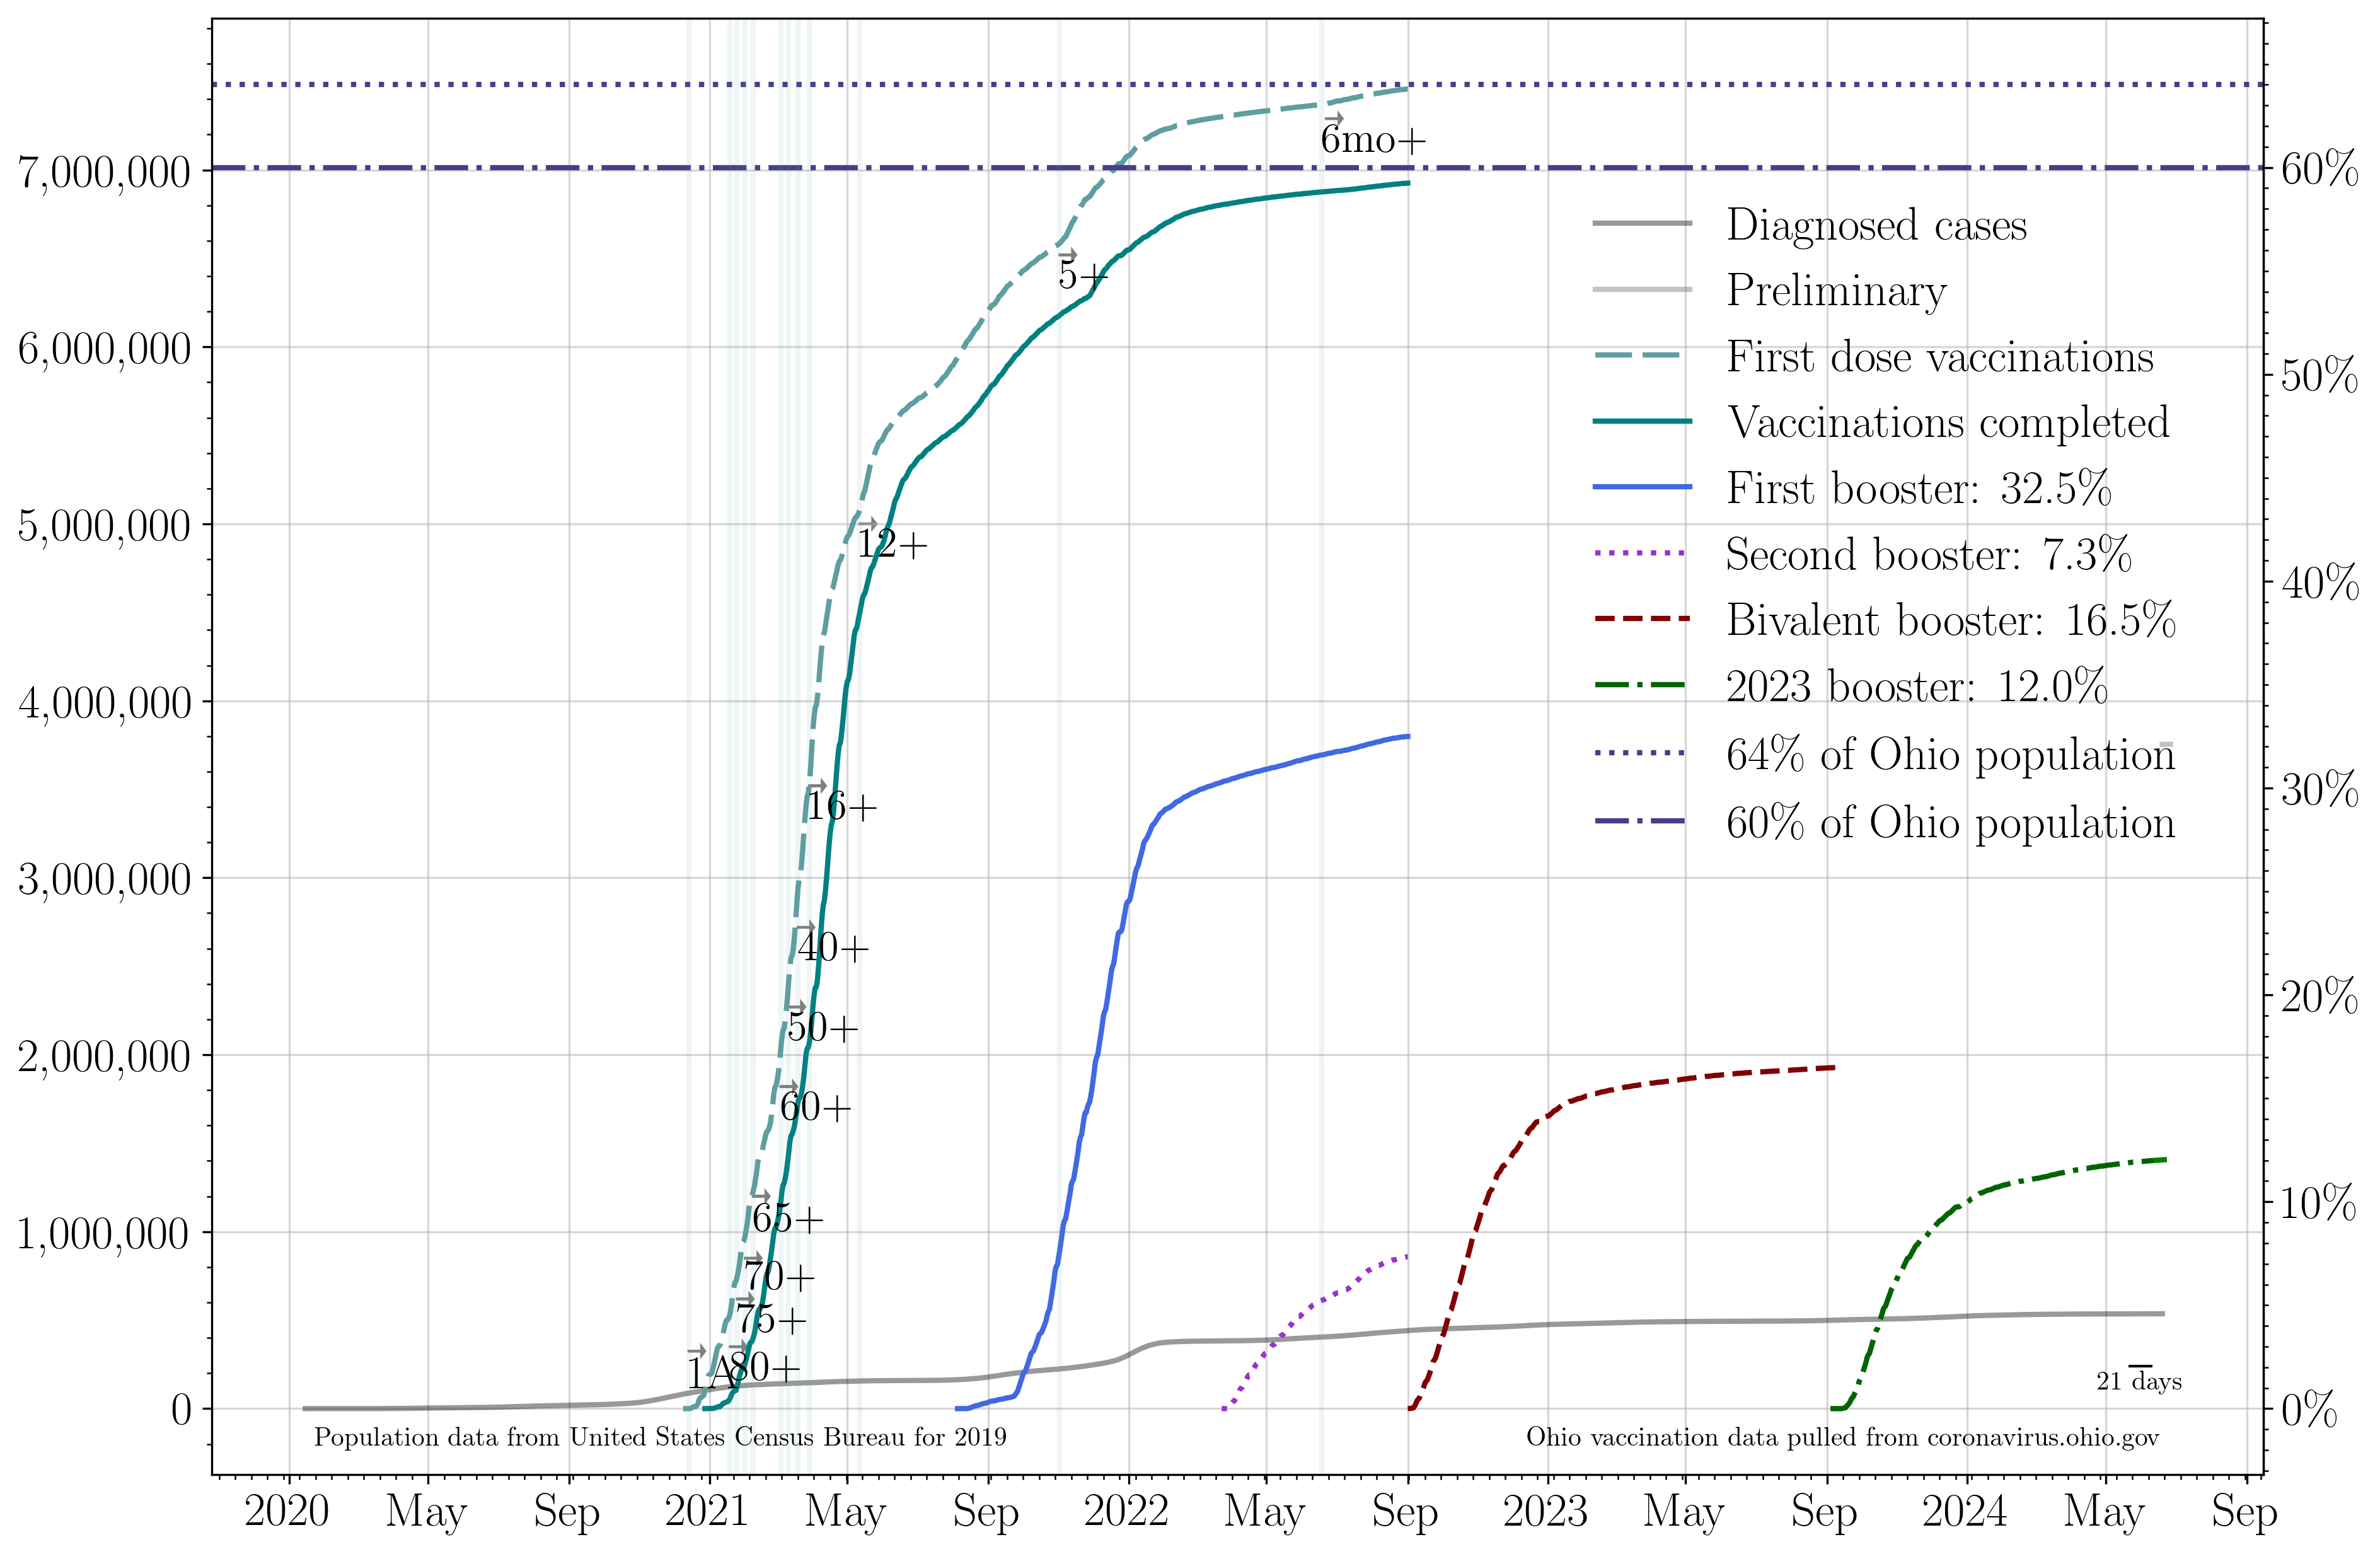 7,000,000
6,000,000
5,000,000
4,000,000
3,000,000
2,000,000
1,000,000
0
60%
50%
40%
30%
20%
10%
0%
6mo+
5+
12+
16+
40+
50+
60+
65+
70+
75+
80+
1A
Diagnosed cases
Preliminary
First dose vaccinations
Vaccinations completed
First booster: 32.5%
Second booster: 7.3%
Bivalent booster: 16.5%
2023 booster: 12.0%
64% of Ohio population
60% of Ohio population
21 days
Population data from United States Census Bureau for 2019
Ohio vaccination data pulled from coronavirus.ohio.gov
2020 May Sep 2021 May Sep 2022 May Sep 2023 May Sep 2024 May Sep